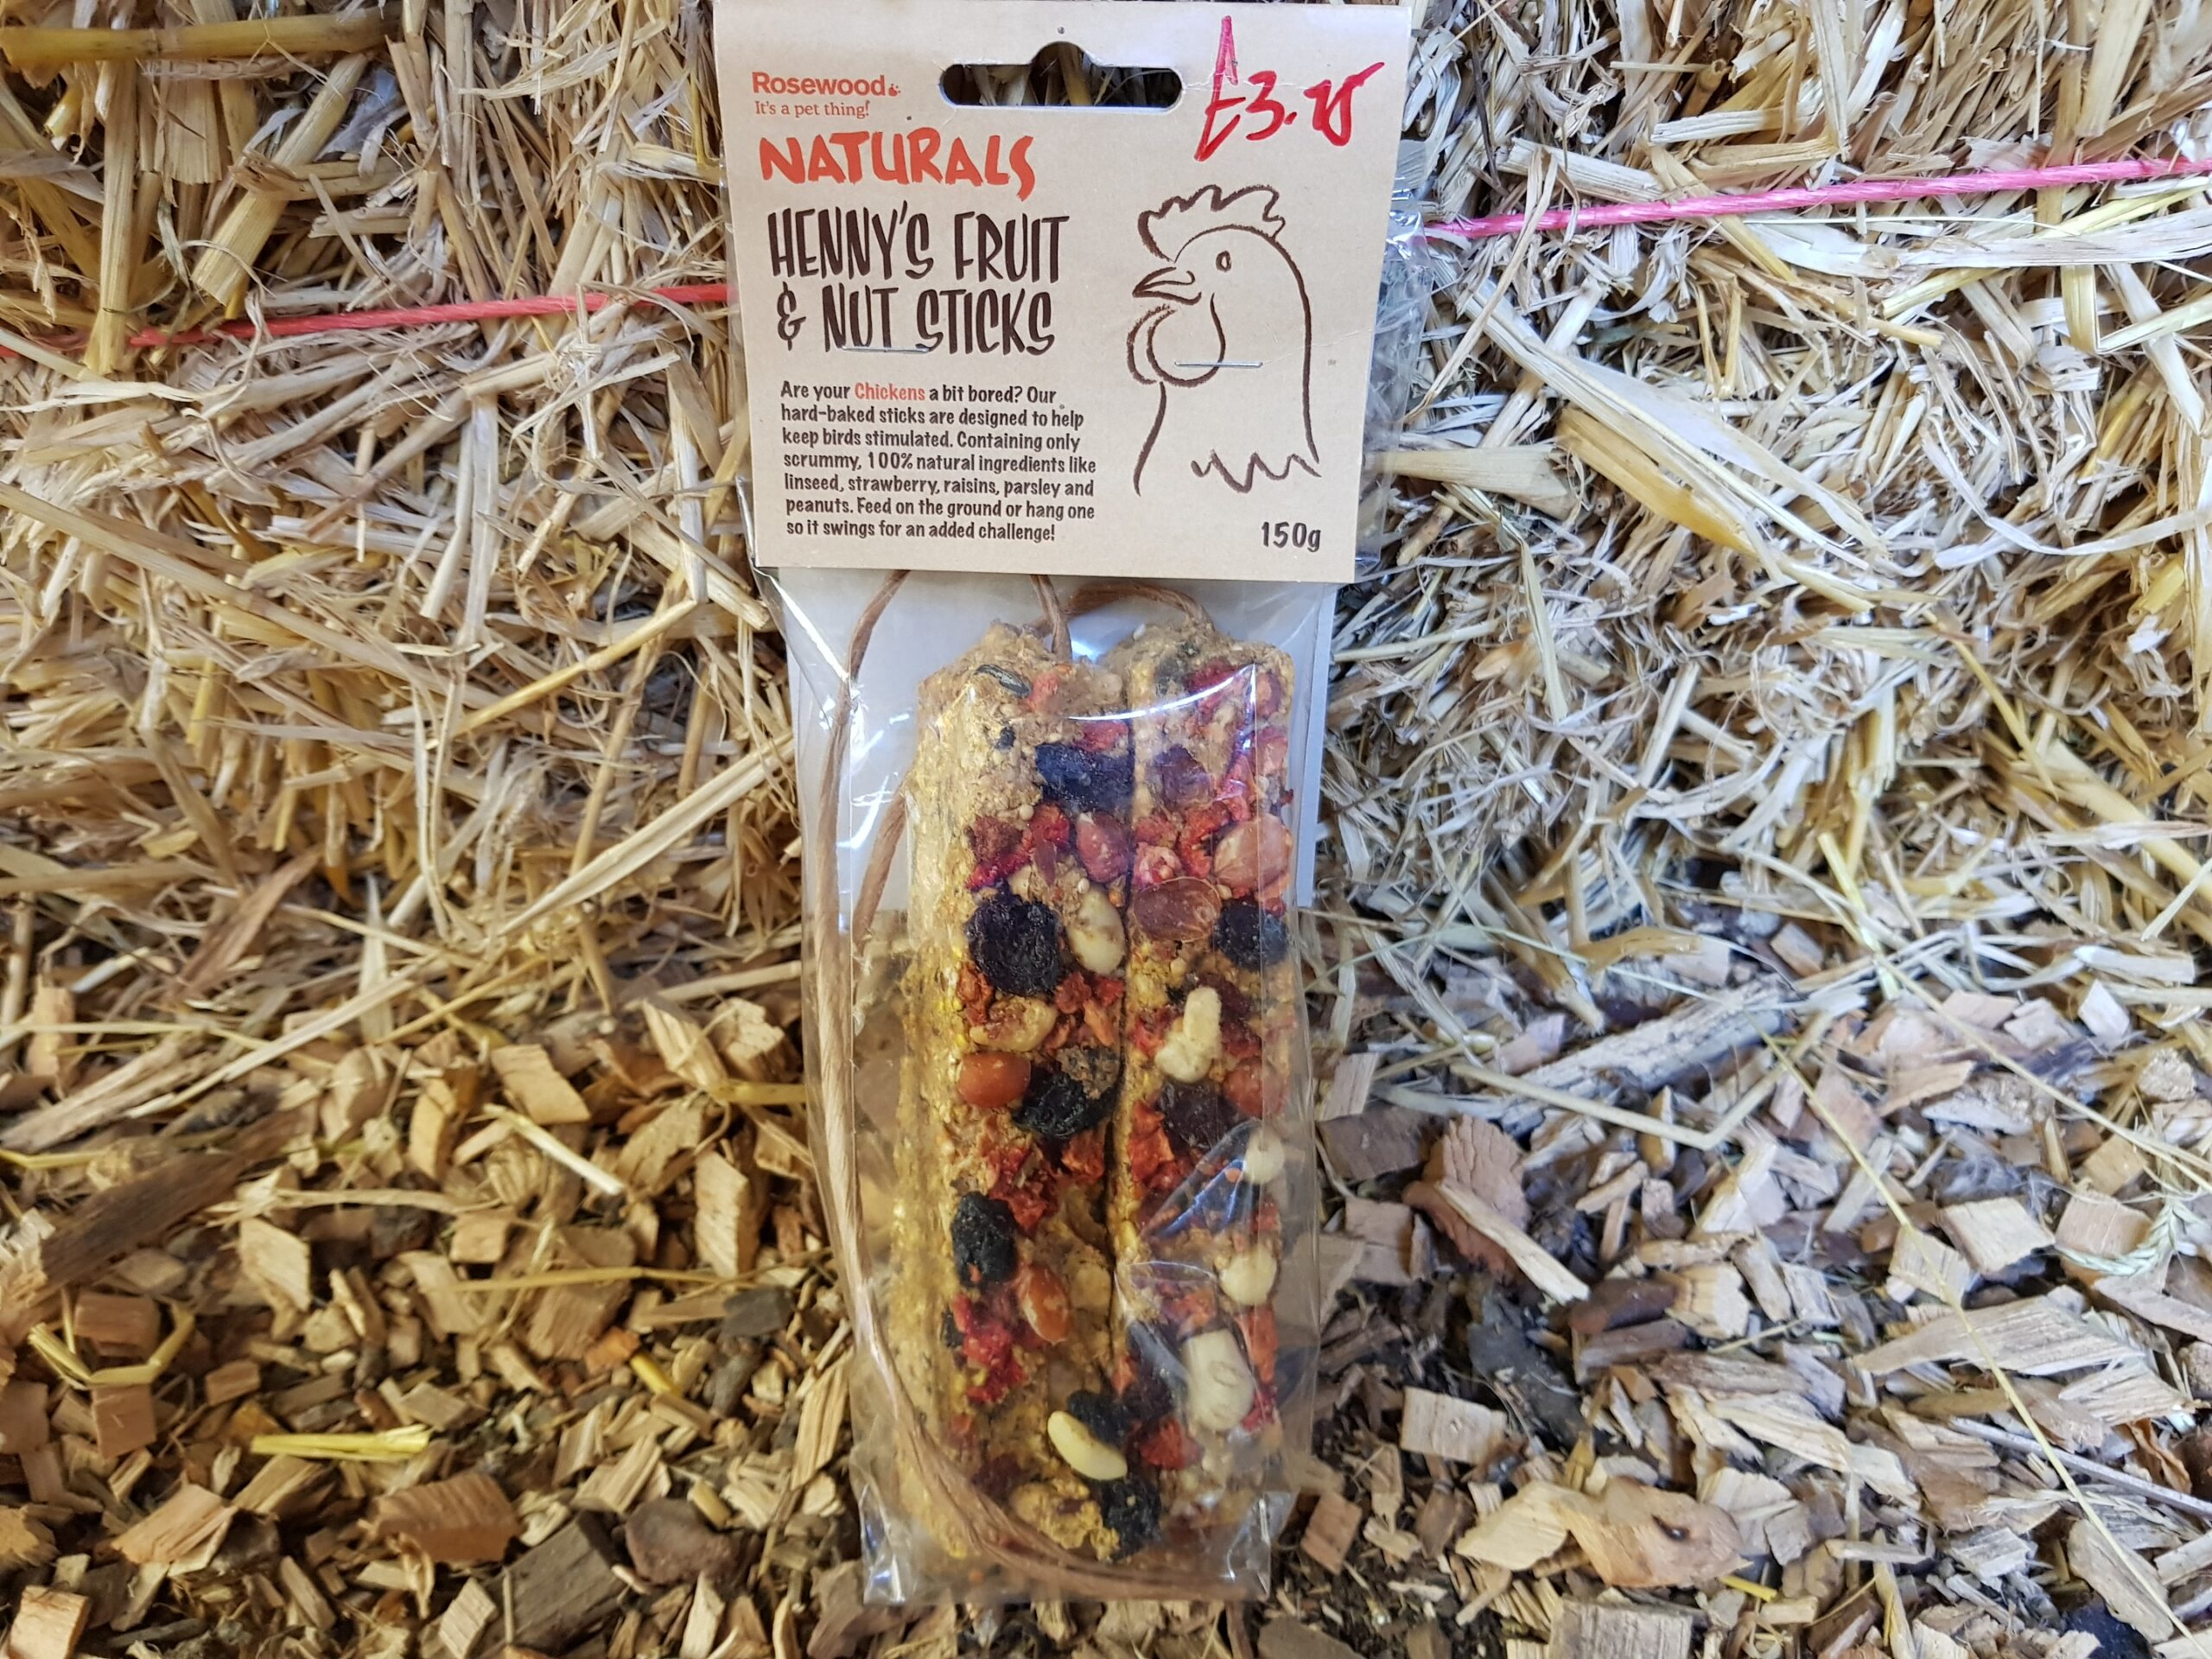 Rosewood
It's a pet thing!
£3.75
NATURALS
HENNY'S FRUIT
& NUT STICKS
Are your Chickens a bit bored? Our
hard-baked sticks are designed to help
keep birds stimulated. Containing only
scrummy, 100% natural ingredients like
linseed, strawberry, raisins, parsley and
peanuts. Feed on the ground or hang one
so it swings for an added challenge!
150g